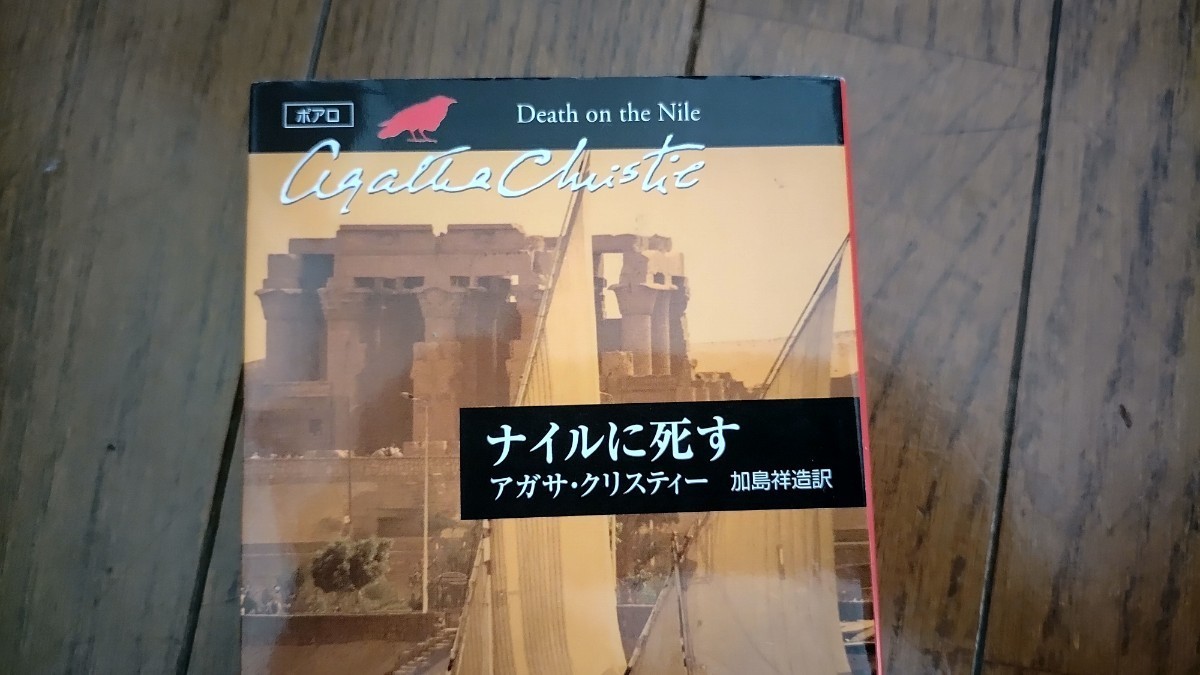 ポアロ
Death on the Nile
Agatha Christie
ナイルに死す
アガサ・クリスティー 加島祥造訳